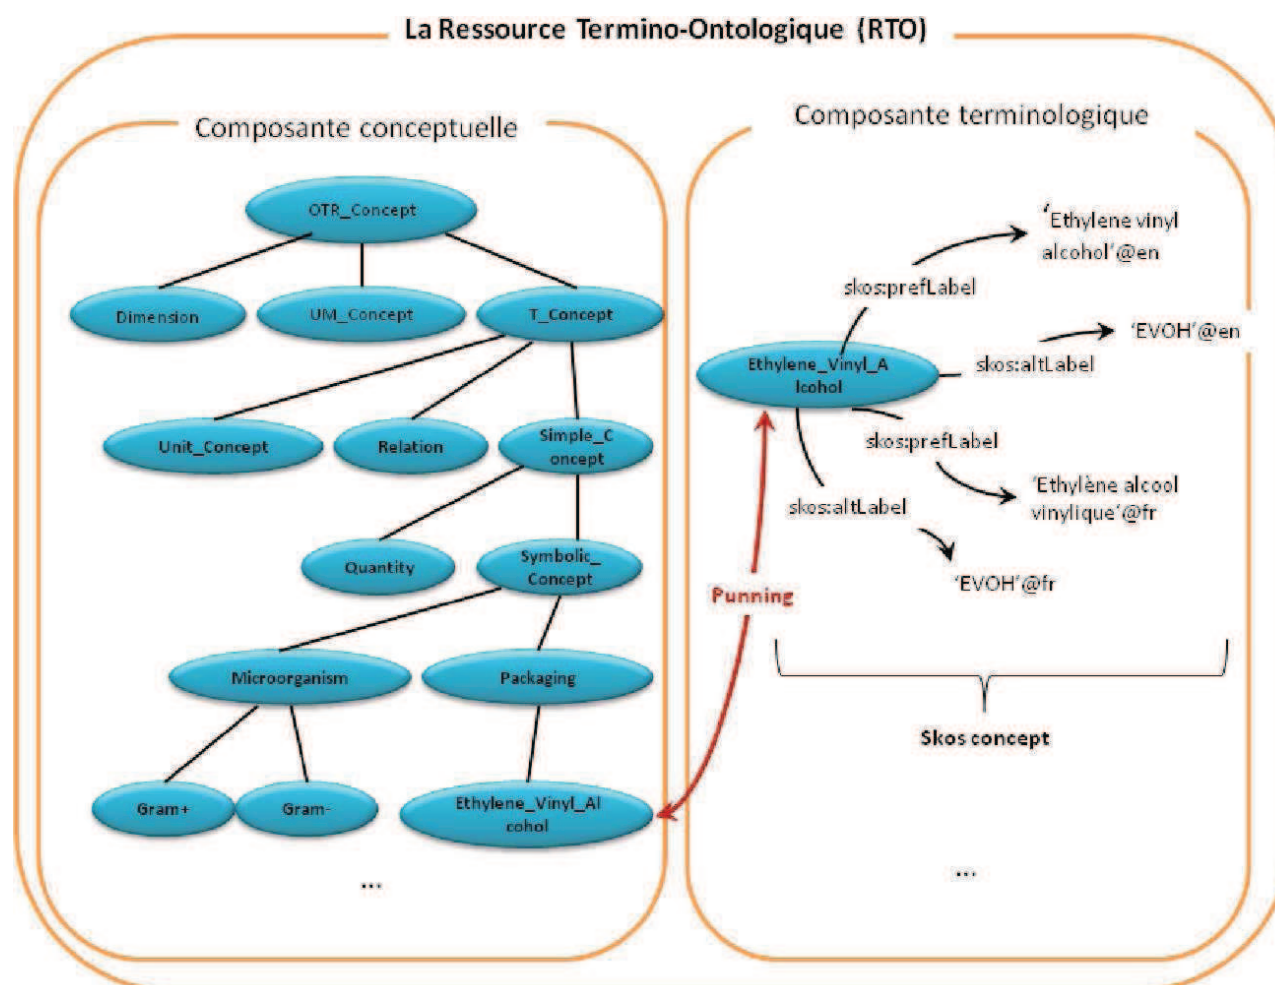 La Ressource Termino-Ontologique (RTO)
Composante conceptuelle
OTR_Concept
Dimension
UM_Concept
T_Concept
Unit_Concept
Relation
Simple_C
oncept
Quantity
Symbolic_
Concept
Microorganism
Packaging
Gram+
Gram-
Ethylene_Vinyl_Al
cohol
...
Punning
Composante terminologique
‘Ethylene vinyl
alcohol’@en
skos:prefLabel
‘EVOH’@en
skos:altLabel
Ethylene_Vinyl_A
lcohol
skos:prefLabel
‘Ethylène alcool
vinylique’@fr
skos:altLabel
‘EVOH’@fr
Skos concept
...